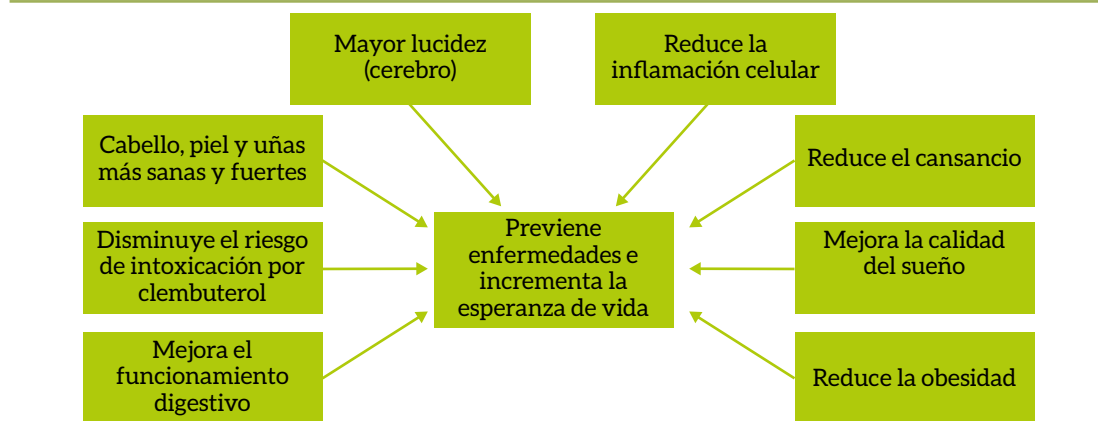 Mayor lucidez
(cerebro)
Reduce la
inflamación celular
Cabello, piel y uñas
más sanas y fuertes
Reduce el cansancio
Disminuye el riesgo
de intoxicación por
clembuterol
Previene
enfermedades e
incrementa la
esperanza de vida
Mejora la calidad
del sueño
Mejora el
funcionamiento
digestivo
Reduce la obesidad